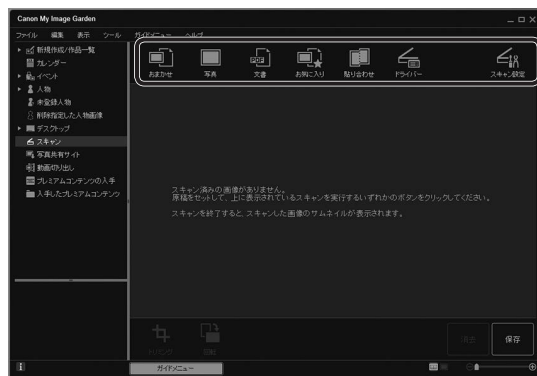 Canon My Image Garden
ファイル 編集 表示 ツール ガイドメニュー ヘルプ
新規作成/作品一覧
カレンダー
イベント
人物
未登録人物
削除指定した人物画像
デスクトップ
スキャン
写真共有サイト
動画切り出し
プレミアムコンテンツの入手
入手したプレミアムコンテンツ
おまかせ 写真 文書 お気に入り 貼り合わせ ドライバー スキャン設定
PDF
スキャン済みの画像がありません。
原稿をセットして、上に表示されているスキャンを実行するいずれかのボタンをクリックしてください。
スキャンを終了すると、スキャンした画像のサムネイルが表示されます。
クロッピング 回転 消去 保存
ガイドメニュー